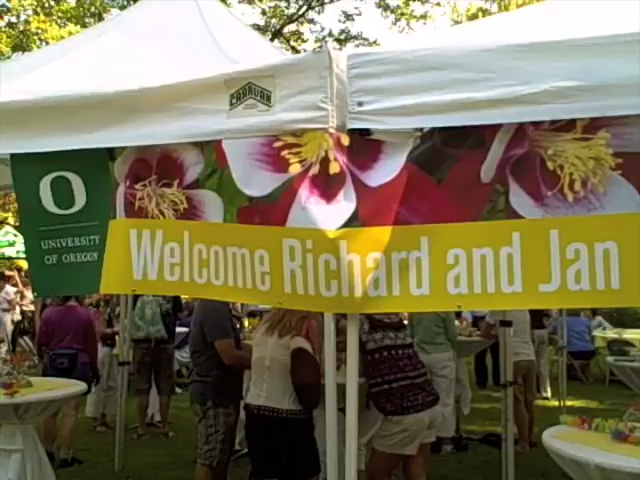 CARAVAN
O
UNIVERSITY
OF OREGON
Welcome Richard and Jan